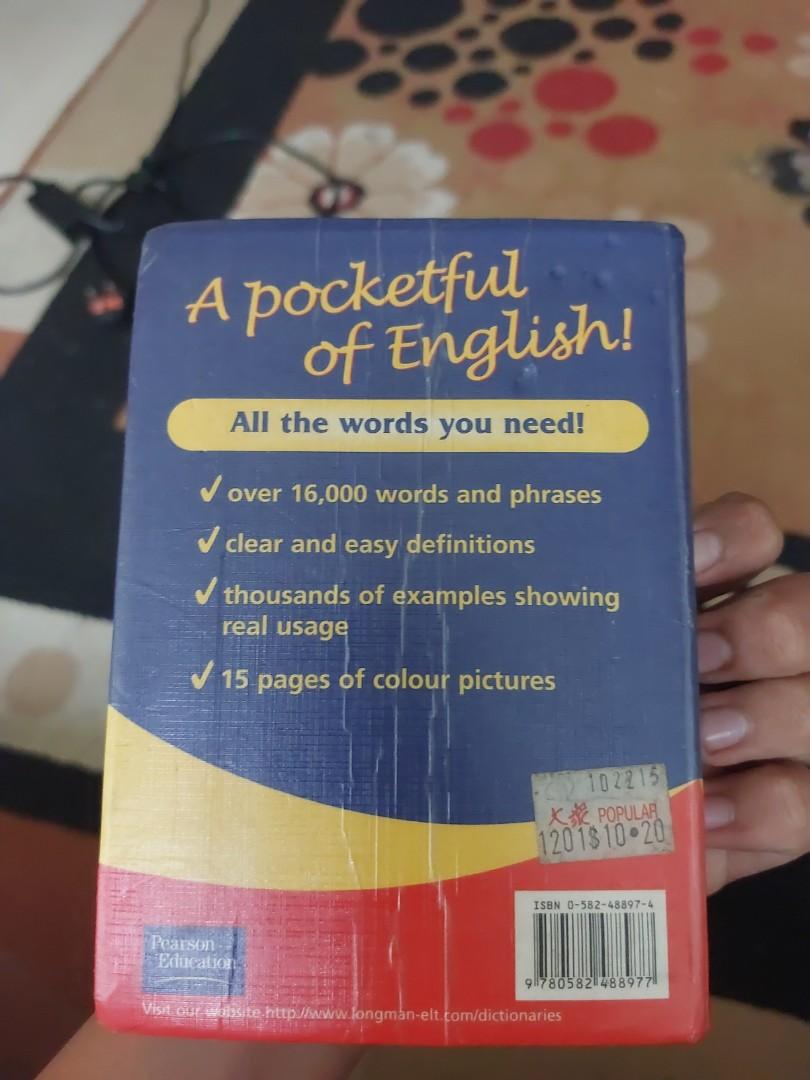 A pocketful
of English!
All the words you need!
✓ over 16,000 words and phrases
✓ clear and easy definitions
✓ thousands of examples showing
real usage
✓ 15 pages of colour pictures
102215
大衆 POPULAR
1201$10•20
ISBN 0-582-48897-4
9 780582 488977
Pearson
Education
Visit our website http://www.longman-elt.com/dictionaries